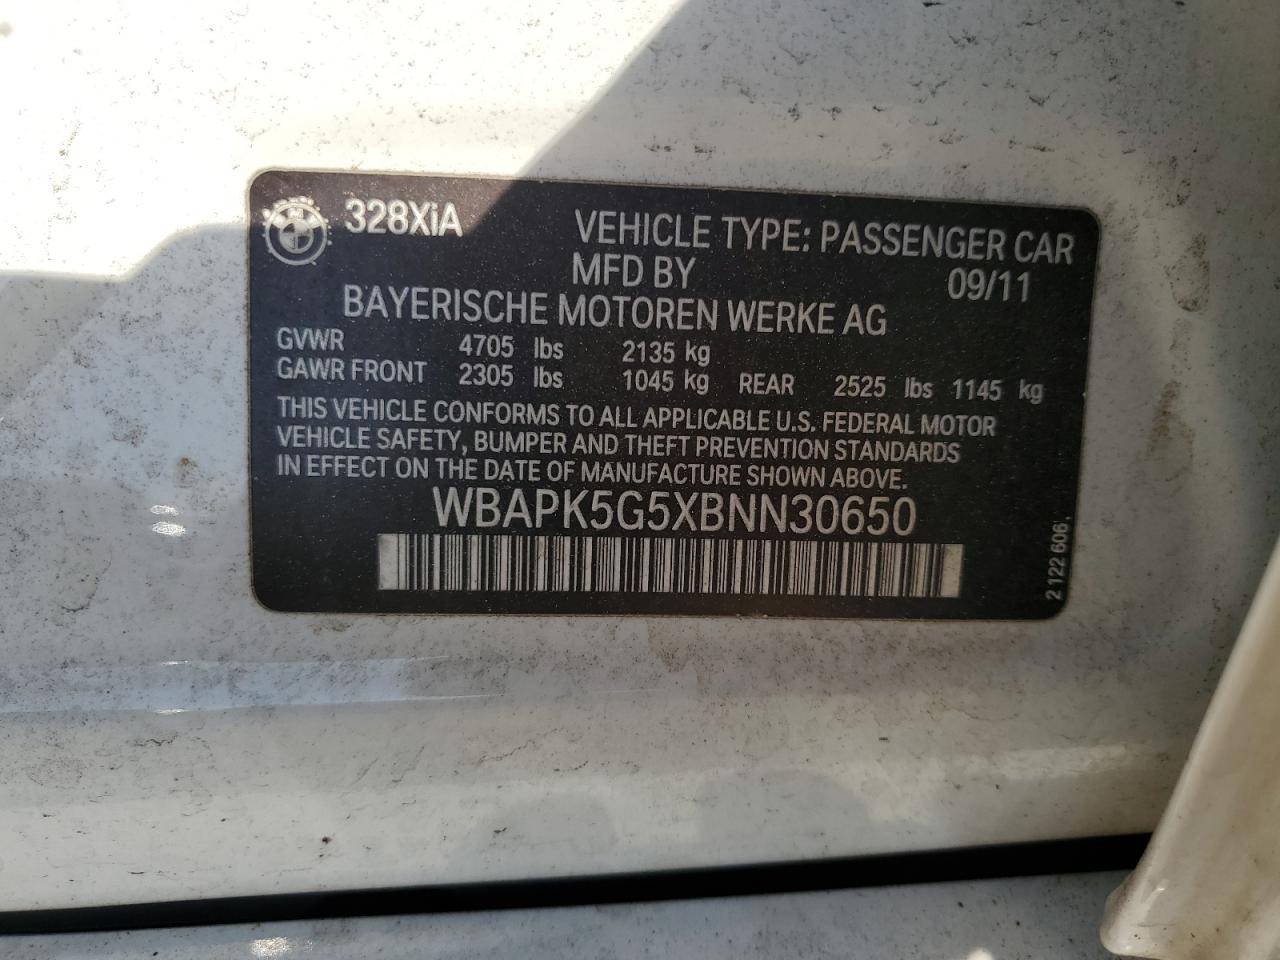 328XiA
VEHICLE TYPE: PASSENGER CAR
MFD BY 09/11
BAYERISCHE MOTOREN WERKE AG
GVWR 4705 lbs 2135 kg
GAWR FRONT 2305 lbs 1045 kg REAR 2525 lbs 1145 kg
THIS VEHICLE CONFORMS TO ALL APPLICABLE U.S. FEDERAL MOTOR
VEHICLE SAFETY, BUMPER AND THEFT PREVENTION STANDARDS
IN EFFECT ON THE DATE OF MANUFACTURE SHOWN ABOVE.
WBAPK5G5XBNN30650
2 122 606.